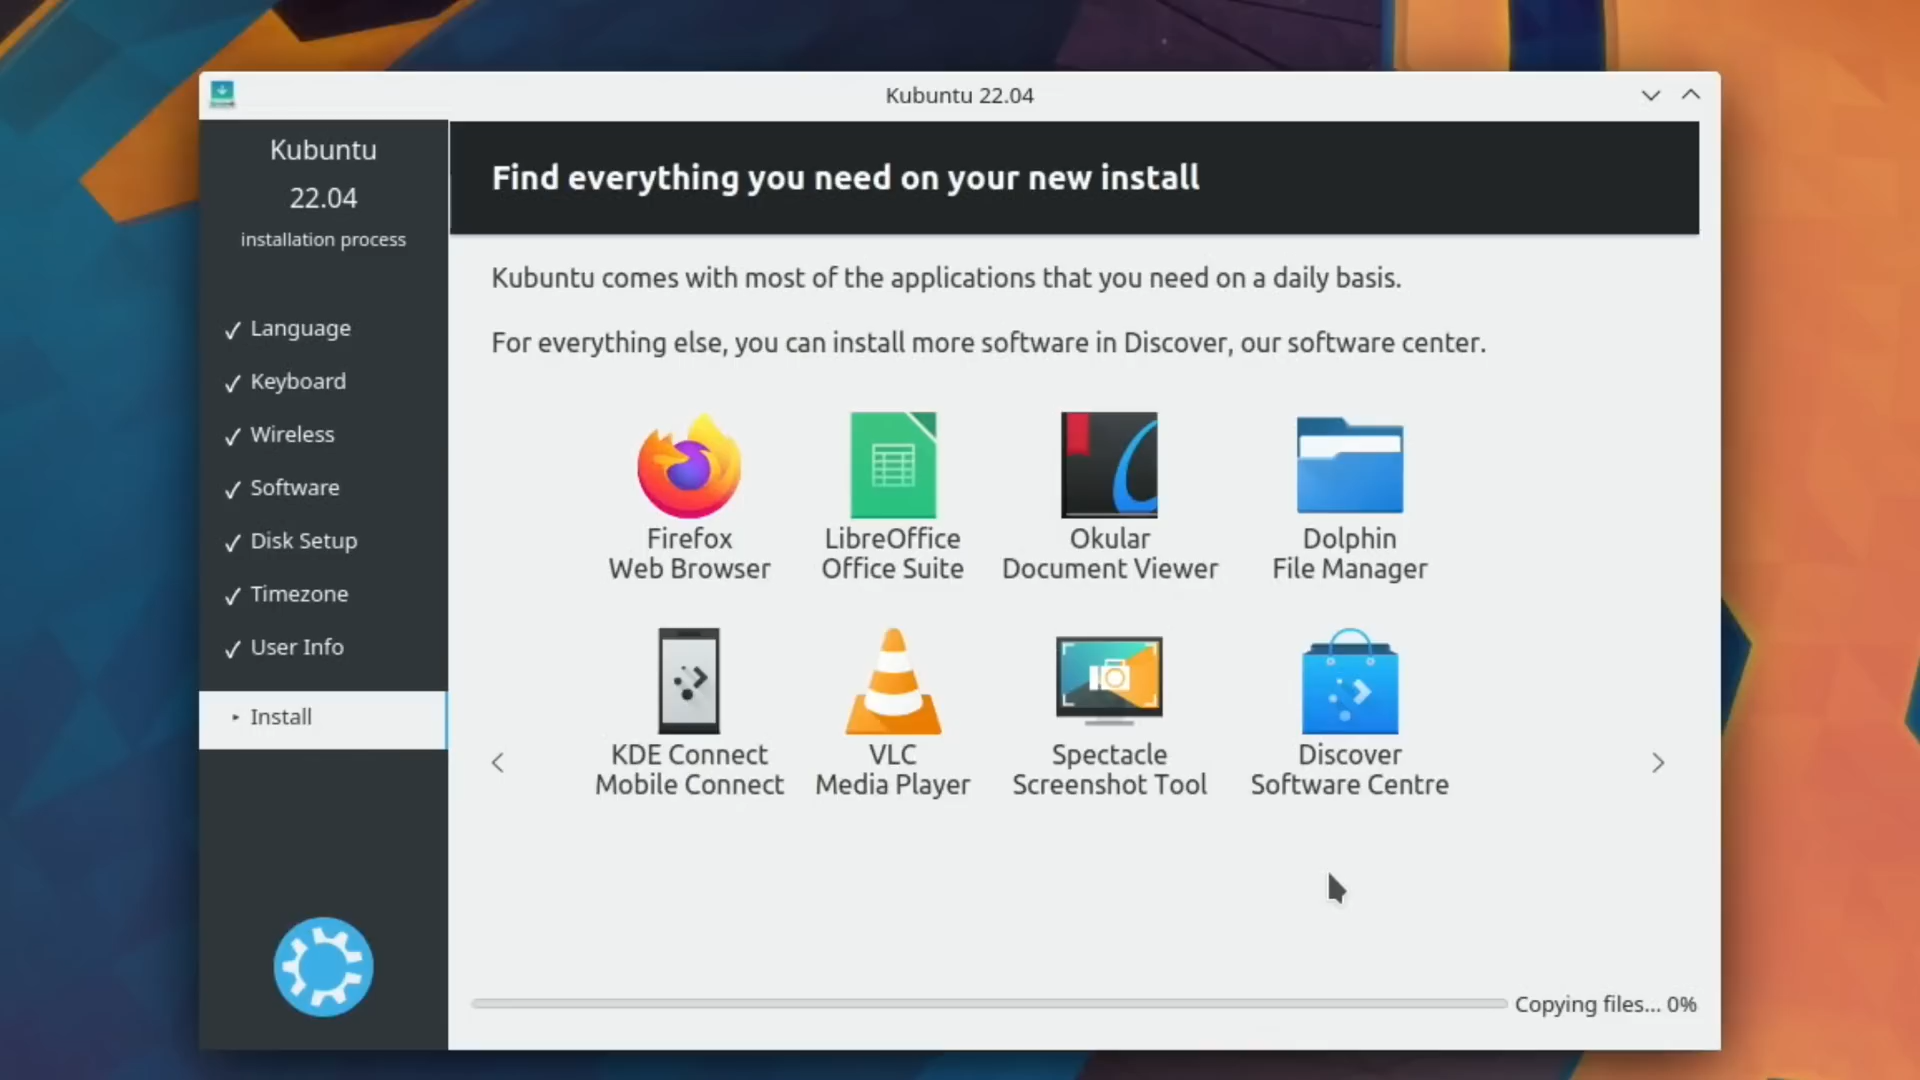 Kubuntu 22.04
Kubuntu
22.04
installation process
✓ Language
✓ Keyboard
✓ Wireless
✓ Software
✓ Disk Setup
✓ Timezone
✓ User Info
‣ Install
Find everything you need on your new install
Kubuntu comes with most of the applications that you need on a daily basis.
For everything else, you can install more software in Discover, our software center.
Firefox
Web Browser
LibreOffice
Office Suite
Okular
Document Viewer
Dolphin
File Manager
KDE Connect
Mobile Connect
VLC
Media Player
Spectacle
Screenshot Tool
Discover
Software Centre
Copying files... 0%